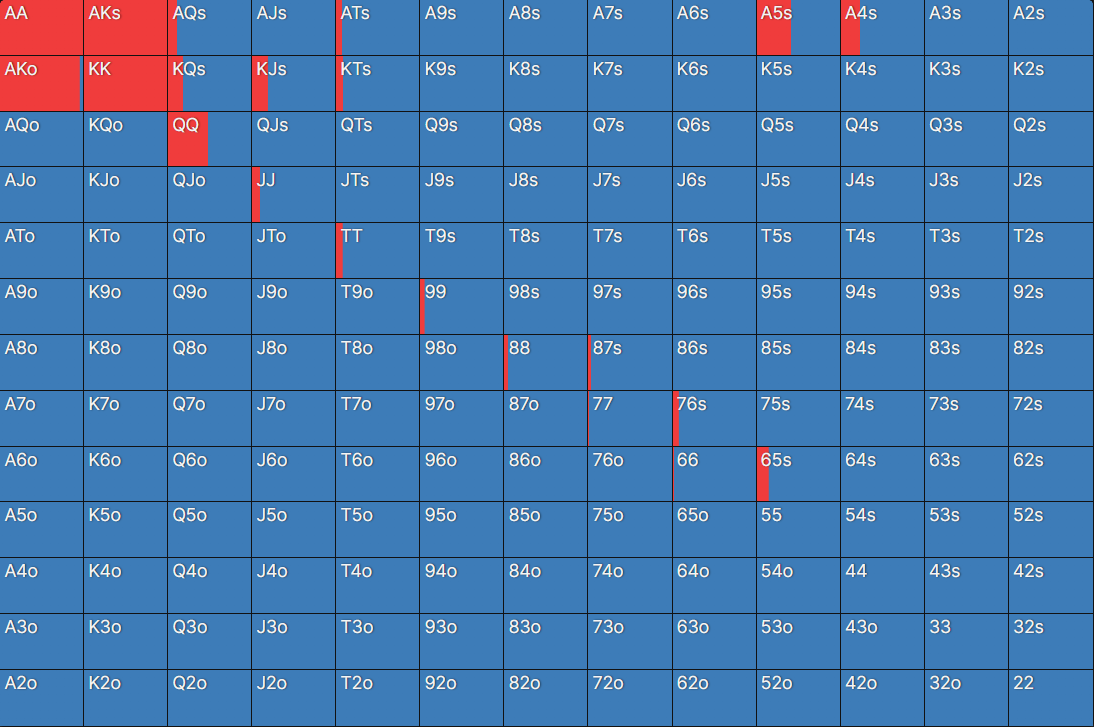 AA AKs AQs AJs ATs A9s A8s A7s A6s A5s A4s A3s A2s
AKo KK KQs KJs KTs K9s K8s K7s K6s K5s K4s K3s K2s
AQo KQo QQ QJs QTs Q9s Q8s Q7s Q6s Q5s Q4s Q3s Q2s
AJo KJo QJo JJ JTs J9s J8s J7s J6s J5s J4s J3s J2s
ATo KTo QTo JTo TT T9s T8s T7s T6s T5s T4s T3s T2s
A9o K9o Q9o J9o T9o 99 98s 97s 96s 95s 94s 93s 92s
A8o K8o Q8o J8o T8o 98o 88 87s 86s 85s 84s 83s 82s
A7o K7o Q7o J7o T7o 97o 87o 77 76s 75s 74s 73s 72s
A6o K6o Q6o J6o T6o 96o 86o 76o 66 65s 64s 63s 62s
A5o K5o Q5o J5o T5o 95o 85o 75o 65o 55 54s 53s 52s
A4o K4o Q4o J4o T4o 94o 84o 74o 64o 54o 44 43s 42s
A3o K3o Q3o J3o T3o 93o 83o 73o 63o 53o 43o 33 32s
A2o K2o Q2o J2o T2o 92o 82o 72o 62o 52o 42o 32o 22